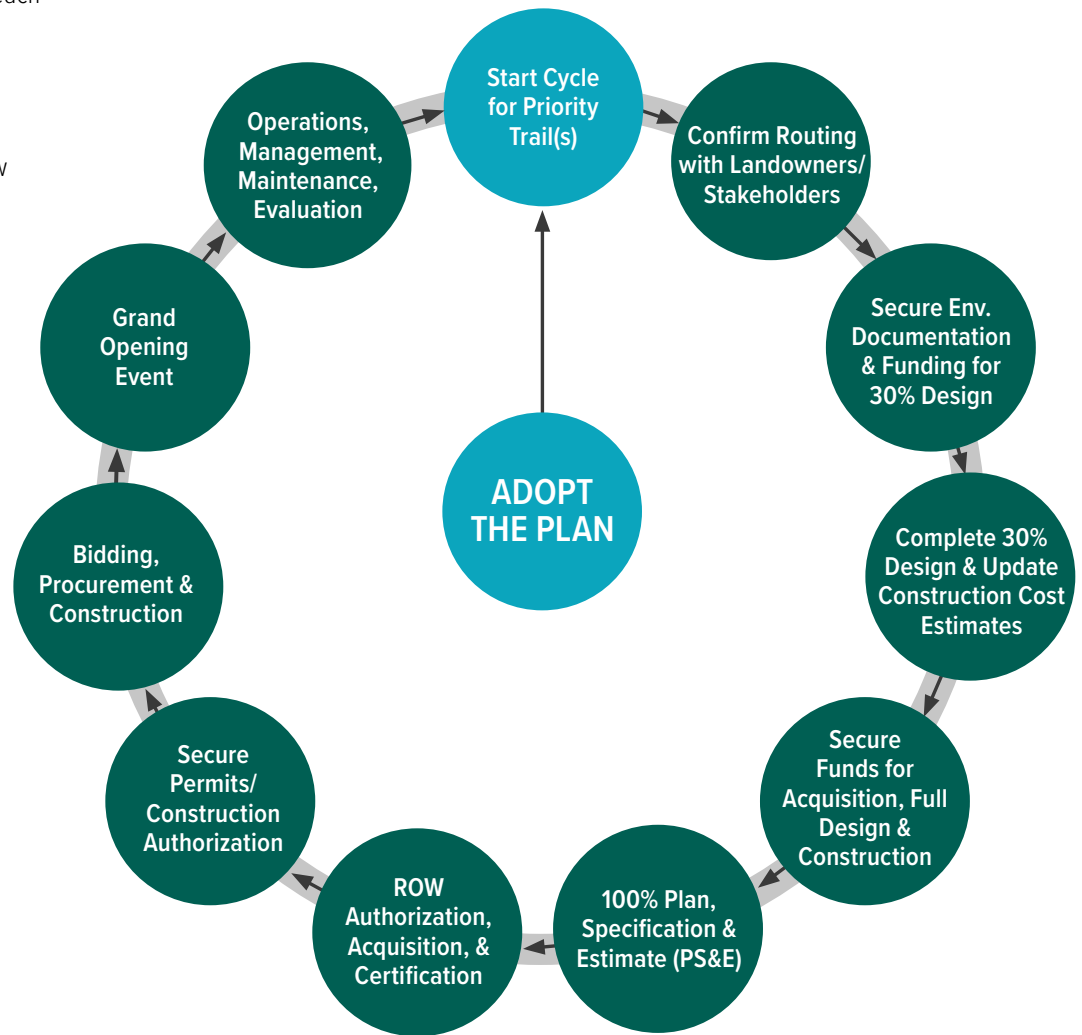 Start Cycle
for Priority
Trail(s)
Confirm Routing
with Landowners/
Stakeholders
Secure Env.
Documentation
& Funding for
30% Design
Complete 30%
Design & Update
Construction Cost
Estimates
Secure
Funds for
Acquisition, Full
Design &
Construction
100% Plan,
Specification &
Estimate (PS&E)
ROW
Authorization,
Acquisition, &
Certification
Secure
Permits/
Construction
Authorization
Bidding,
Procurement &
Construction
Grand
Opening
Event
Operations,
Management,
Maintenance,
Evaluation
ADOPT
THE PLAN